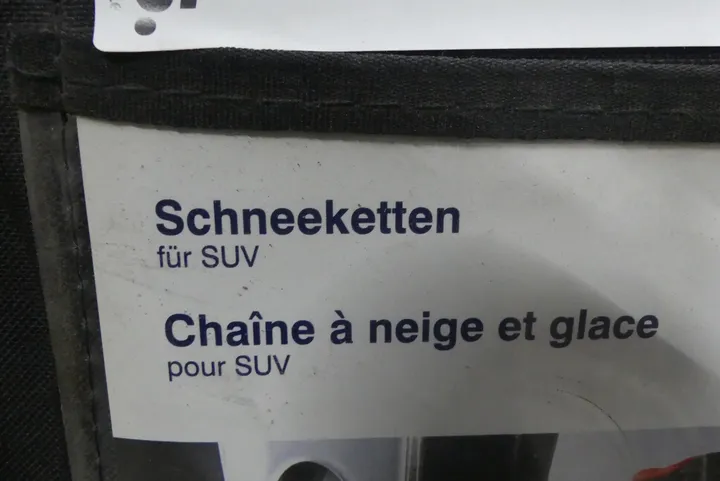 Schneeketten
für SUV
Chaîne à neige et glace
pour SUV